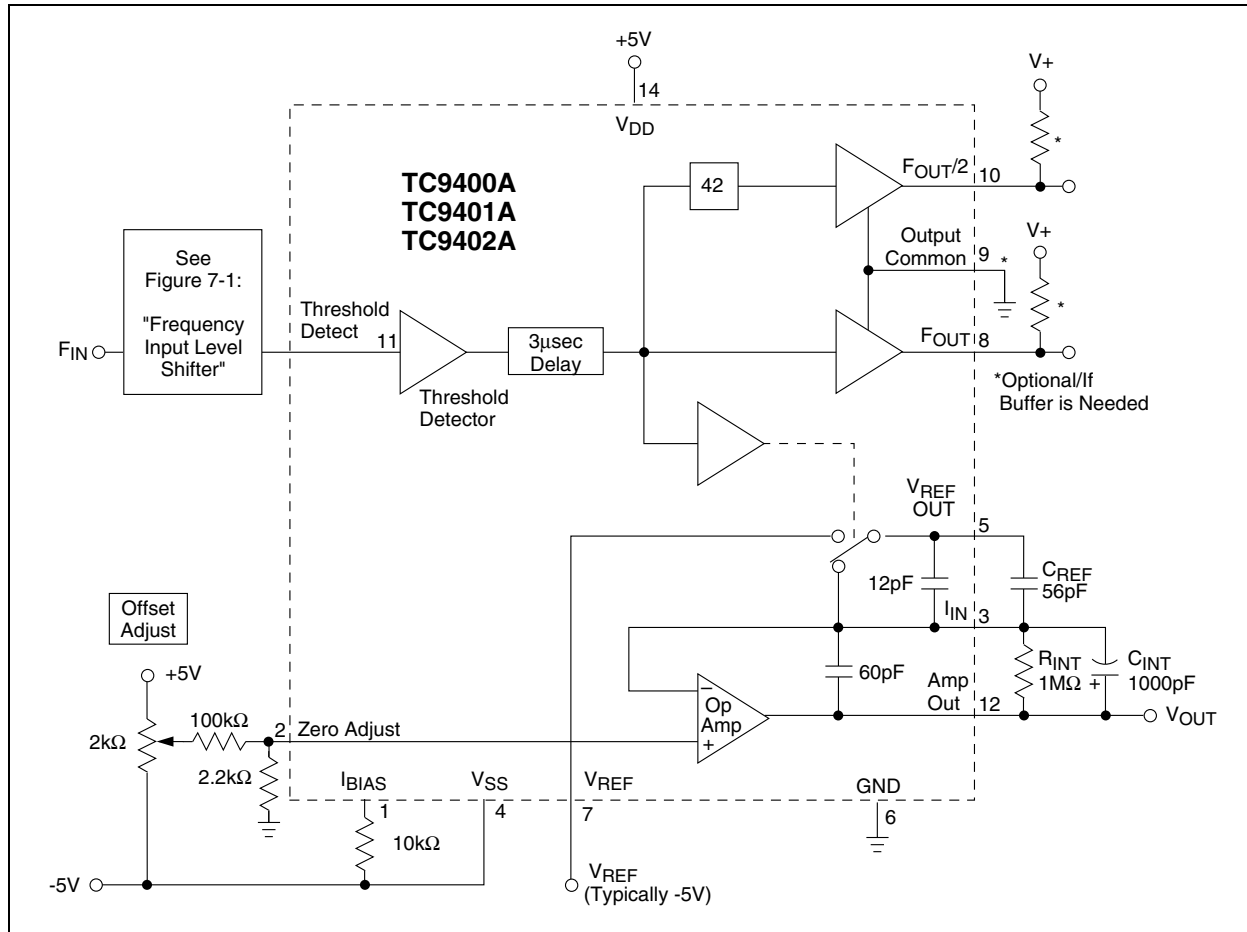 +5V
14
VDD
V+
*
TC9400A
TC9401A
TC9402A
42
FOUT/2
10
V+
Output
Common
9
*
*
See
Figure 7-1:
"Frequency
Input Level
Shifter"
FIN
Threshold
Detect
11
3µsec
Delay
FOUT
8
Threshold
Detector
*Optional/If
Buffer is Needed
VREF
OUT
5
12pF
CREF
56pF
IIN
3
Offset
Adjust
+5V
60pF
RINT
1MΩ
+
CINT
1000pF
Amp
Out
12
VOUT
–
Op
Amp
+
100kΩ
2
Zero Adjust
2kΩ
2.2kΩ
IBIAS
1
VSS
4
VREF
7
GND
6
10kΩ
-5V
VREF
(Typically -5V)